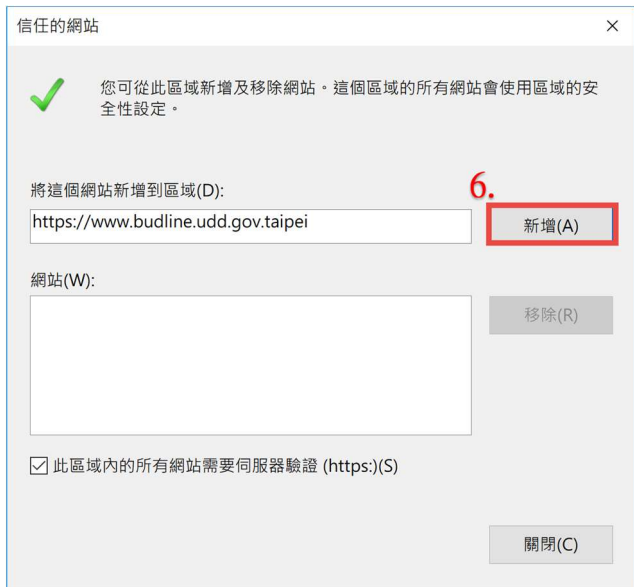 信任的網站
您可從此區域新增及移除網站。這個區域的所有網站會使用區域的安
全性設定。
將這個網站新增到區域(D):
6.
https://www.budline.udd.gov.taipei
新增(A)
網站(W):
移除(R)
此區域內的所有網站需要伺服器驗證 (https:)(S)
關閉(C)